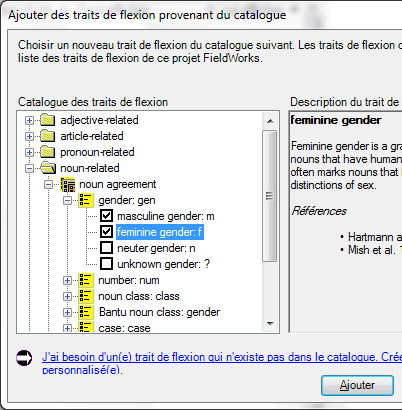 Ajouter des traits de flexion provenant du catalogue
Choisir un nouveau trait de flexion du catalogue suivant. Les traits de flexion
liste des traits de flexion de ce projet FieldWorks.
Catalogue des traits de flexion
Description du trait de
adjective-related
article-related
pronoun-related
noun-related
noun agreement
gender: gen
masculine gender: m
feminine gender: f
neuter gender: n
unknown gender: ?
number: num
noun class: class
Bantu noun class: gender
case: case
feminine gender
Feminine gender is a
nouns that have human
often marks nouns that
distinctions of sex.
Références
• Hartmann
• Mish et al.
J'ai besoin d'un(e) trait de flexion qui n'existe pas dans le catalogue.
personnalisé(e).
Ajouter